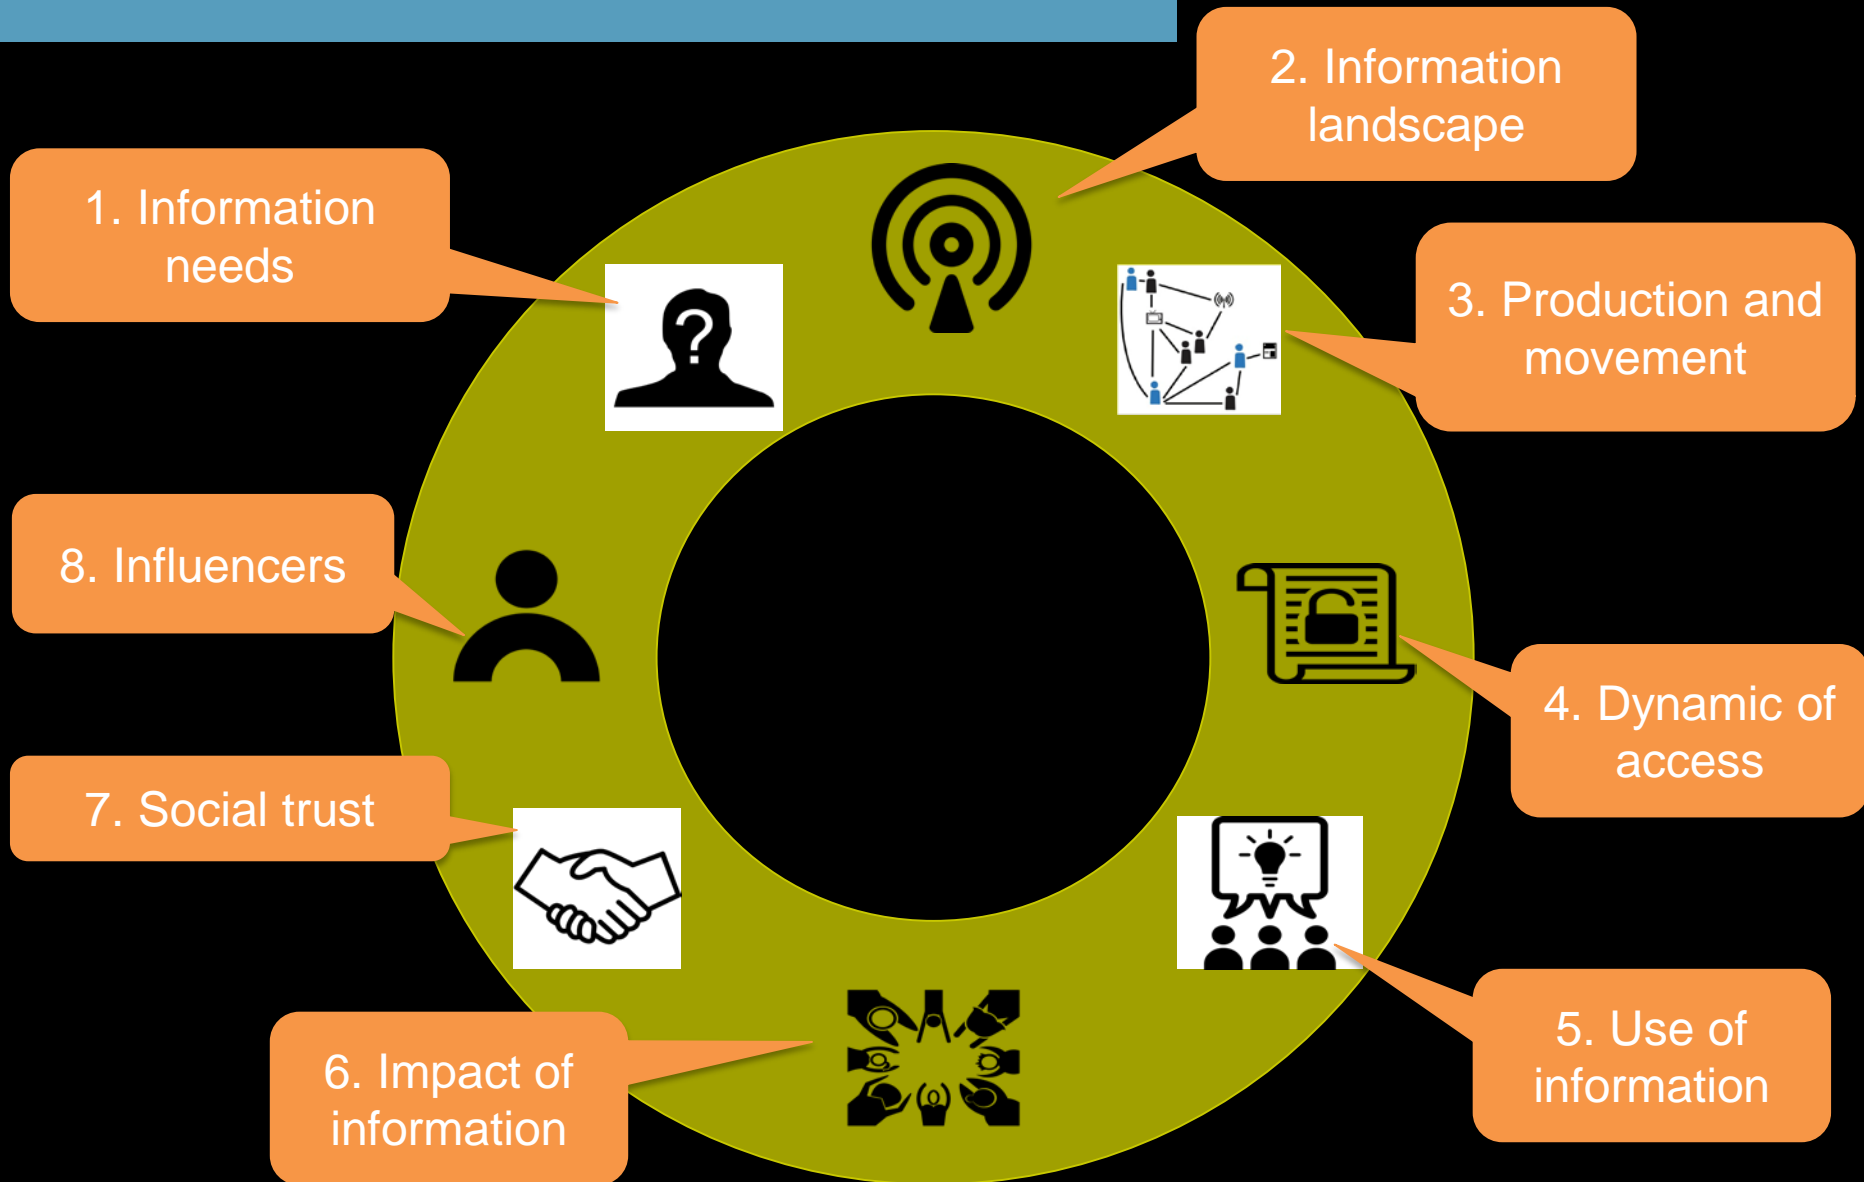 1. Information
needs
2. Information
landscape
3. Production and
movement
4. Dynamic of
access
5. Use of
information
6. Impact of
information
7. Social trust
8. Influencers
?